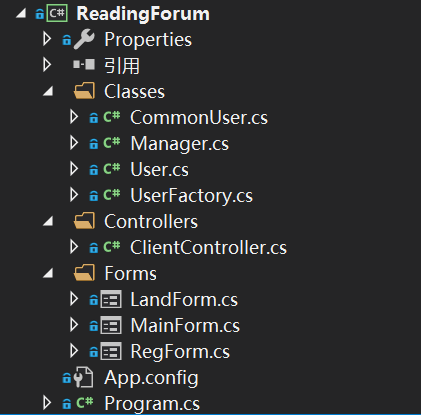 C# ReadingForum
Properties
引用
Classes
C# CommonUser.cs
C# Manager.cs
C# User.cs
C# UserFactory.cs
Controllers
C# ClientController.cs
Forms
LandForm.cs
MainForm.cs
RegForm.cs
App.config
C# Program.cs